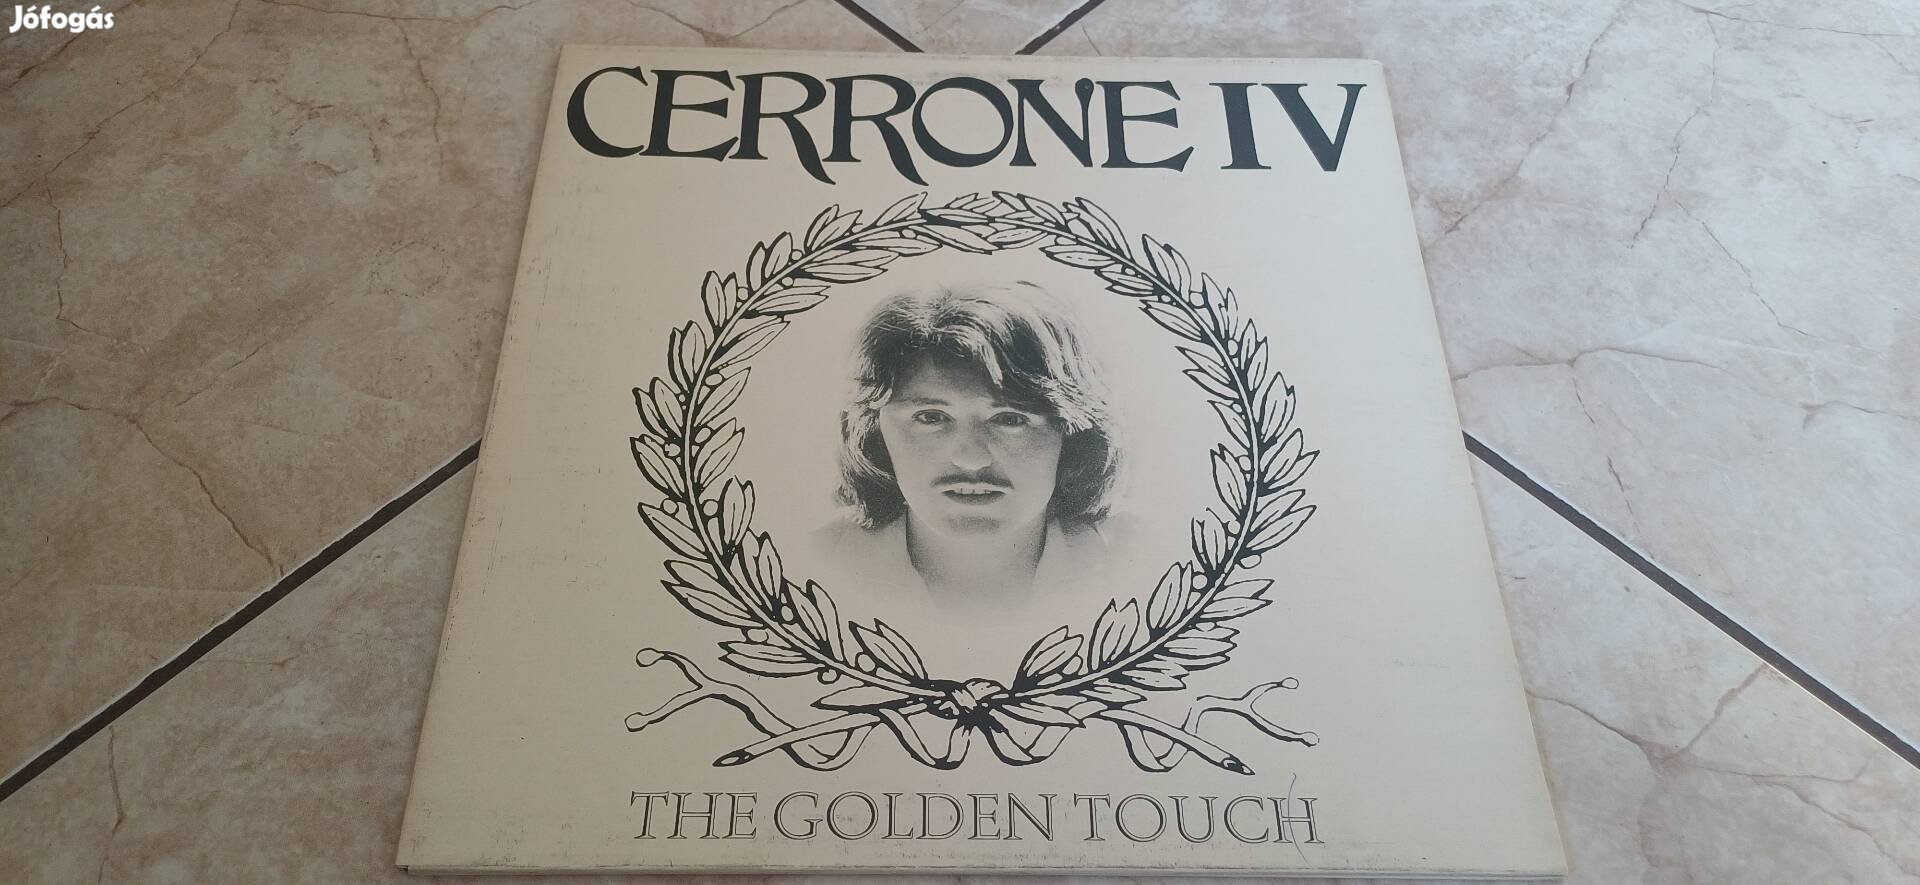 Jófogás
CERRONE IV
THE GOLDEN TOUCH